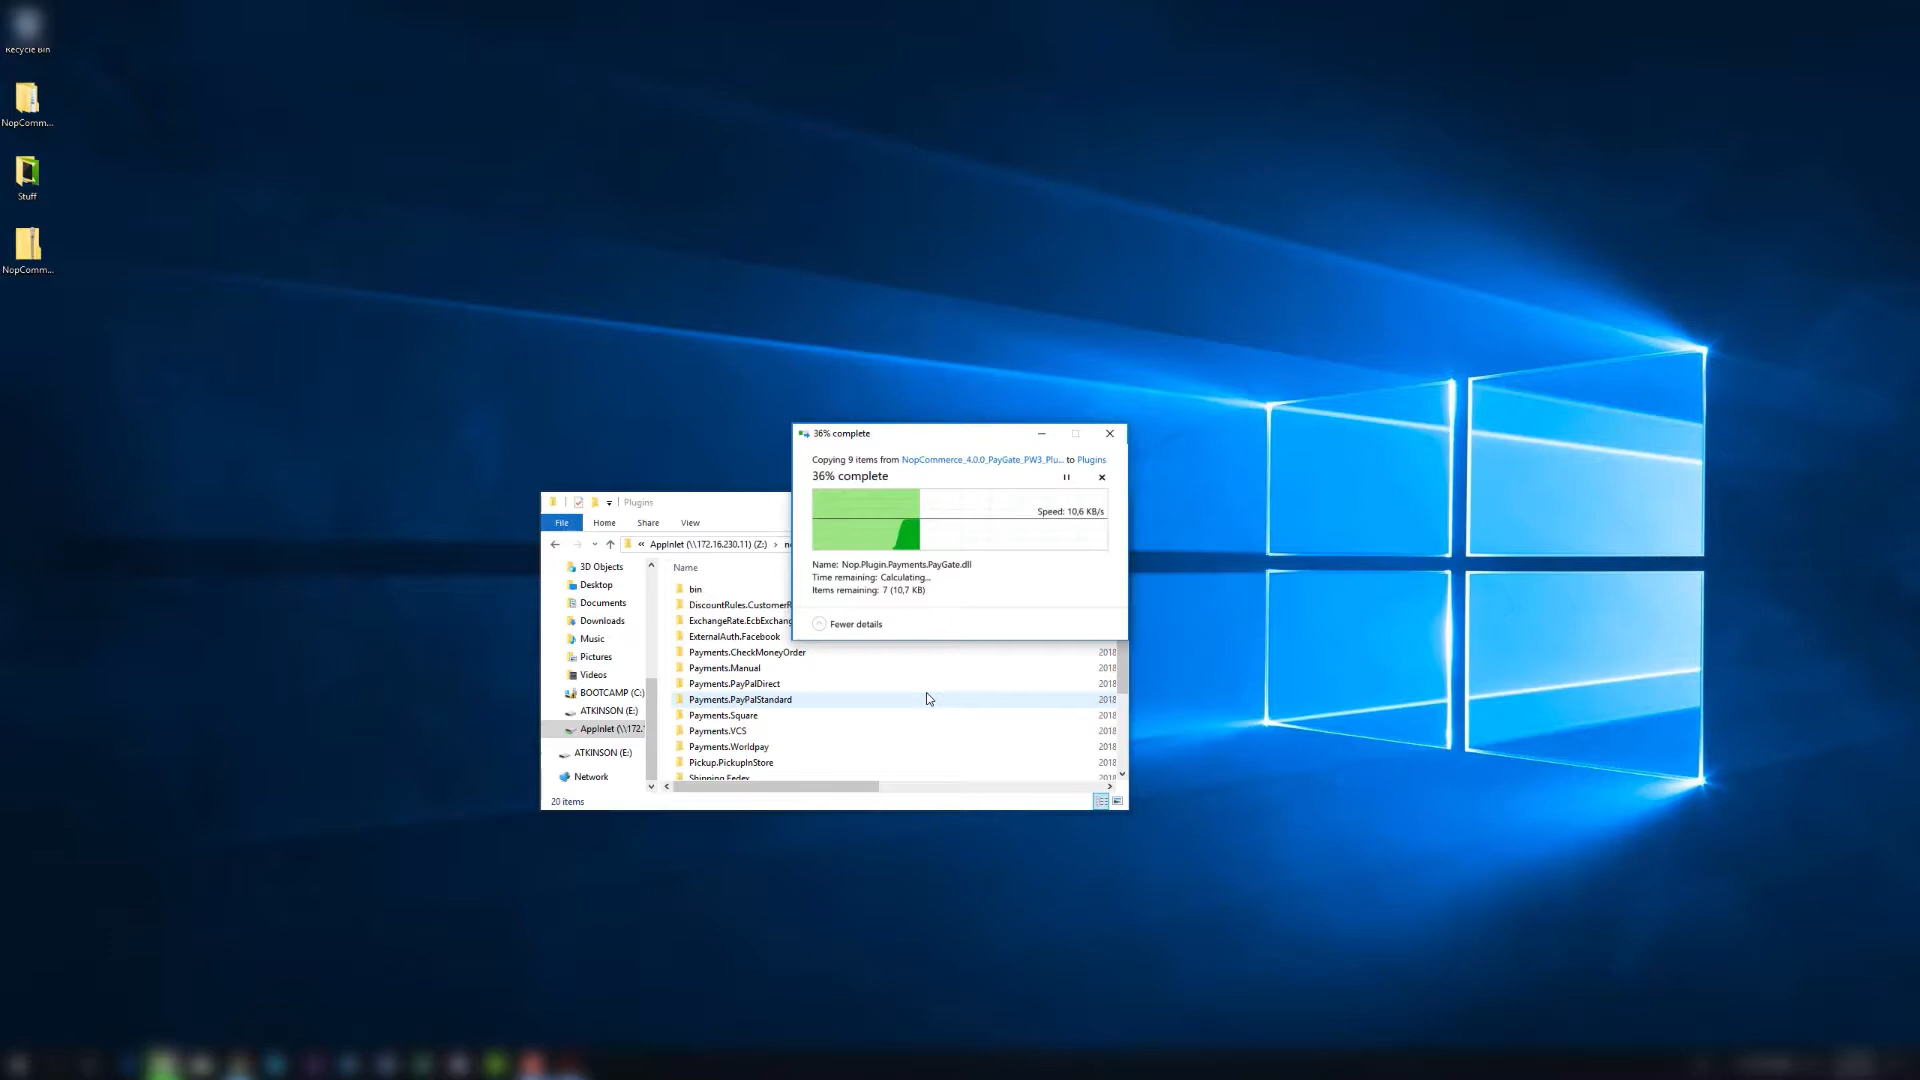 Recycle Bin
NopComm...
Stuff
NopComm...
36% complete
Copying 9 items from NopCommerce_4.0.0_PayGate_PW3_Plu... to Plugins
36% complete
Speed: 10,6 KB/s
Name: Nop.Plugin.Payments.PayGate.dll
Time remaining: Calculating...
Items remaining: 7 (10,7 KB)
Fewer details
Plugins
File Home Share View
« AppInlet (\\172.16.230.11) (Z:) › n
3D Objects
Desktop
Documents
Downloads
Music
Pictures
Videos
BOOTCAMP (C:)
ATKINSON (E:)
AppInlet (\\172.
ATKINSON (E:)
Network
Name
bin
DiscountRules.CustomerR
ExchangeRate.EcbExchang
ExternalAuth.Facebook
Payments.CheckMoneyOrder 2018
Payments.Manual 2018
Payments.PayPalDirect 2018
Payments.PayPalStandard 2018
Payments.Square 2018
Payments.VCS 2018
Payments.Worldpay 2018
Pickup.PickupInStore 2018
Shipping.Fedex 2018
20 items